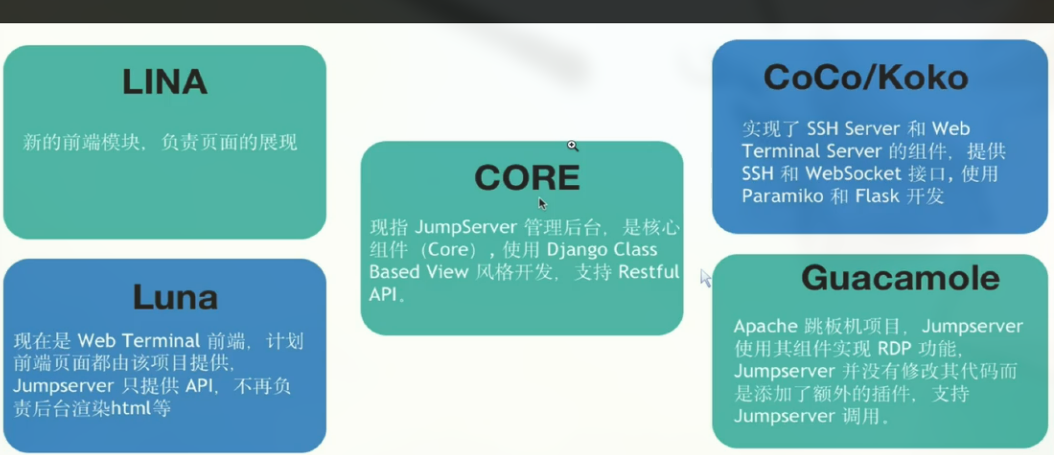 LINA
新的前端模块，负责页面的展现
Luna
现在是 Web Terminal 前端，计划
前端页面都由该项目提供，
Jumpserver 只提供 API，不再负
责后台渲染html等
CORE
现指 JumpServer 管理后台，是核心
组件（Core），使用 Django Class
Based View 风格开发，支持 Restful
API。
CoCo/Koko
实现了 SSH Server 和 Web
Terminal Server 的组件，提供
SSH 和 WebSocket 接口，使用
Paramiko 和 Flask 开发
Guacamole
Apache 跳板机项目，Jumpserver
使用其组件实现 RDP 功能，
Jumpserver 并没有修改其代码而
是添加了额外的插件，支持
Jumpserver 调用。